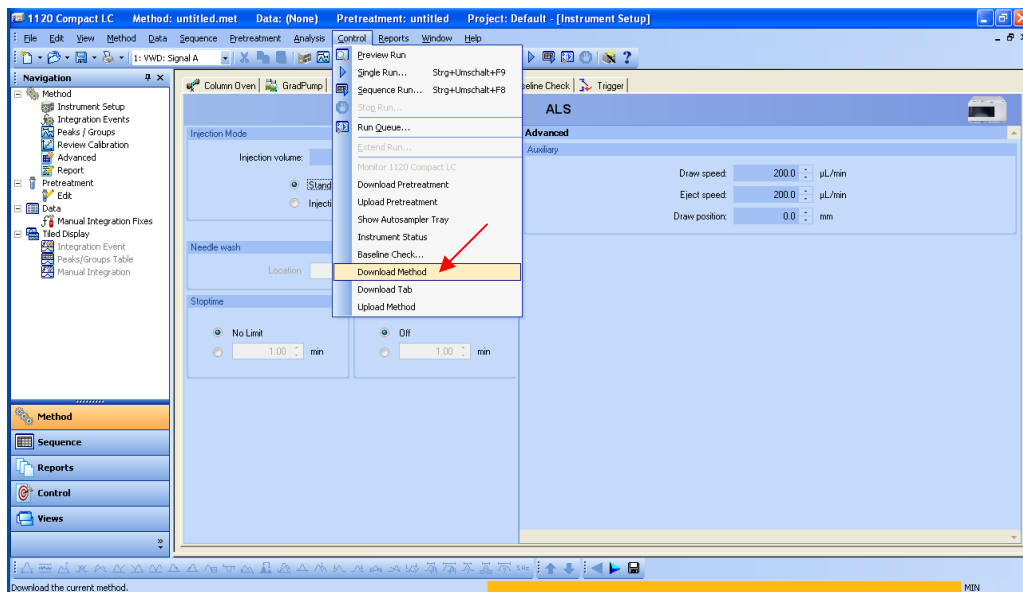 1120 Compact LC Method: untitled.met Data: (None) Pretreatment: untitled Project: Default - [Instrument Setup]
File Edit View Method Data Sequence Pretreatment Analysis Control Reports Window Help
1: VWD: Signal A
Navigation
Method
Instrument Setup
Integration Events
Peaks / Groups
Review Calibration
Advanced
Report
Pretreatment
Edit
Data
Manual Integration Fixes
Tiled Display
Integration Event
Peaks/Groups Table
Manual Integration
Method
Sequence
Reports
Control
Views
Column Oven GradPump
seline Check Trigger
Preview Run
Single Run... Strg+Umschalt+F9
Sequence Run... Strg+Umschalt+F8
Stop Run...
Run Queue...
Extend Run...
Monitor 1120 Compact LC
Download Pretreatment
Upload Pretreatment
Show Autosampler Tray
Instrument Status
Baseline Check...
Download Method
Download Tab
Upload Method
ALS
Injection Mode
Injection volume:
Stand
Injecti
Needle wash
Location
Stoptime
No Limit
1.00 min
Off
1.00 min
Advanced
Auxiliary
Draw speed: 200.0 µL/min
Eject speed: 200.0 µL/min
Draw position: 0.0 mm
Download the current method.
MIN